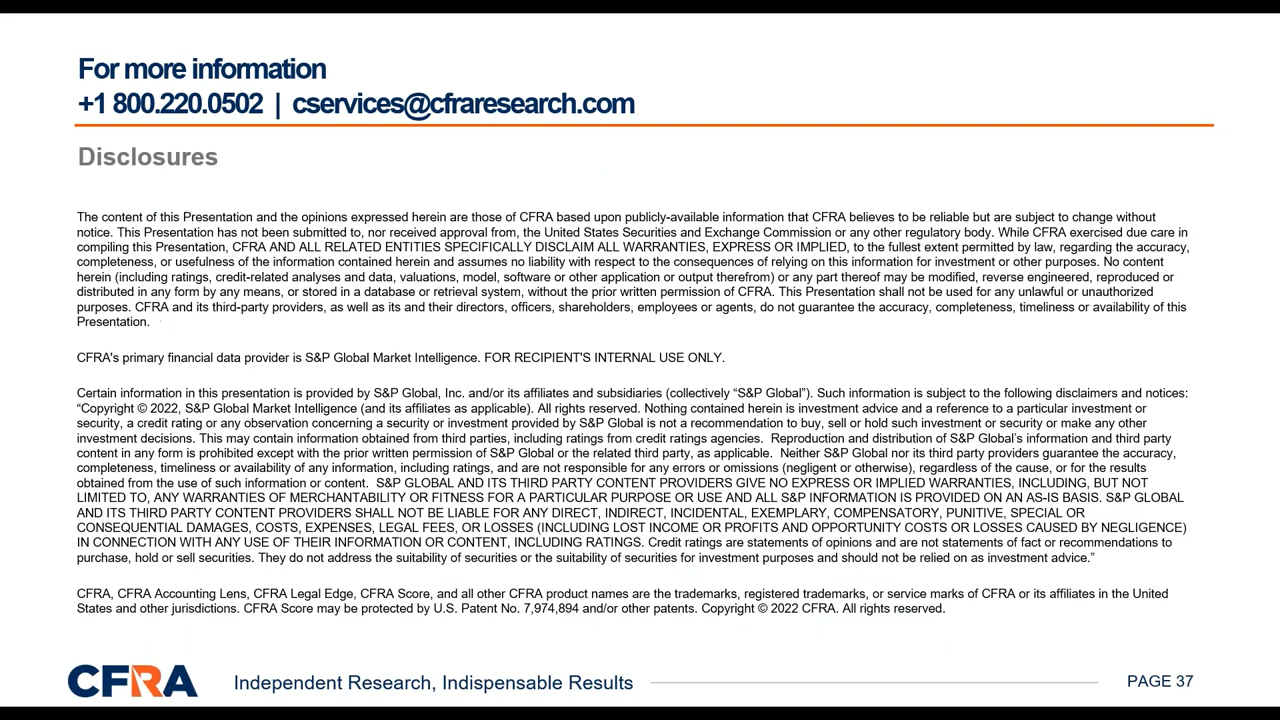 For more information
+1 800.220.0502 | cservices@cfraresearch.com
Disclosures
The content of this Presentation and the opinions expressed herein are those of CFRA based upon publicly-available information that CFRA believes to be reliable but are subject to change without
notice. This Presentation has not been submitted to, nor received approval from, the United States Securities and Exchange Commission or any other regulatory body. While CFRA exercised due care in
compiling this Presentation, CFRA AND ALL RELATED ENTITIES SPECIFICALLY DISCLAIM ALL WARRANTIES, EXPRESS OR IMPLIED, to the fullest extent permitted by law, regarding the accuracy,
completeness, or usefulness of the information contained herein and assumes no liability with respect to the consequences of relying on this information for investment or other purposes. No content
herein (including ratings, credit-related analyses and data, valuations, model, software or other application or output therefrom) or any part thereof may be modified, reverse engineered, reproduced or
distributed in any form by any means, or stored in a database or retrieval system, without the prior written permission of CFRA. This Presentation shall not be used for any unlawful or unauthorized
purposes. CFRA and its third-party providers, as well as its and their directors, officers, shareholders, employees or agents, do not guarantee the accuracy, completeness, timeliness or availability of this
Presentation.
CFRA's primary financial data provider is S&P Global Market Intelligence. FOR RECIPIENT'S INTERNAL USE ONLY.
Certain information in this presentation is provided by S&P Global, Inc. and/or its affiliates and subsidiaries (collectively “S&P Global”). Such information is subject to the following disclaimers and notices:
“Copyright © 2022, S&P Global Market Intelligence (and its affiliates as applicable). All rights reserved. Nothing contained herein is investment advice and a reference to a particular investment or
security, a credit rating or any observation concerning a security or investment provided by S&P Global is not a recommendation to buy, sell or hold such investment or security or make any other
investment decisions. This may contain information obtained from third parties, including ratings from credit ratings agencies. Reproduction and distribution of S&P Global's information and third party
content in any form is prohibited except with the prior written permission of S&P Global or the related third party, as applicable. Neither S&P Global nor its third party providers guarantee the accuracy,
completeness, timeliness or availability of any information, including ratings, and are not responsible for any errors or omissions (negligent or otherwise), regardless of the cause, or for the results
obtained from the use of such information or content. S&P GLOBAL AND ITS THIRD PARTY CONTENT PROVIDERS GIVE NO EXPRESS OR IMPLIED WARRANTIES, INCLUDING, BUT NOT
LIMITED TO, ANY WARRANTIES OF MERCHANTABILITY OR FITNESS FOR A PARTICULAR PURPOSE OR USE AND ALL S&P INFORMATION IS PROVIDED ON AN AS-IS BASIS. S&P GLOBAL
AND ITS THIRD PARTY CONTENT PROVIDERS SHALL NOT BE LIABLE FOR ANY DIRECT, INDIRECT, INCIDENTAL, EXEMPLARY, COMPENSATORY, PUNITIVE, SPECIAL OR
CONSEQUENTIAL DAMAGES, COSTS, EXPENSES, LEGAL FEES, OR LOSSES (INCLUDING LOST INCOME OR PROFITS AND OPPORTUNITY COSTS OR LOSSES CAUSED BY NEGLIGENCE)
IN CONNECTION WITH ANY USE OF THEIR INFORMATION OR CONTENT, INCLUDING RATINGS. Credit ratings are statements of opinions and are not statements of fact or recommendations to
purchase, hold or sell securities. They do not address the suitability of securities or the suitability of securities for investment purposes and should not be relied on as investment advice.”
CFRA, CFRA Accounting Lens, CFRA Legal Edge, CFRA Score, and all other CFRA product names are the trademarks, registered trademarks, or service marks of CFRA or its affiliates in the United
States and other jurisdictions. CFRA Score may be protected by U.S. Patent No. 7,974,894 and/or other patents. Copyright © 2022 CFRA. All rights reserved.
CFRA Independent Research, Indispensable Results PAGE 37